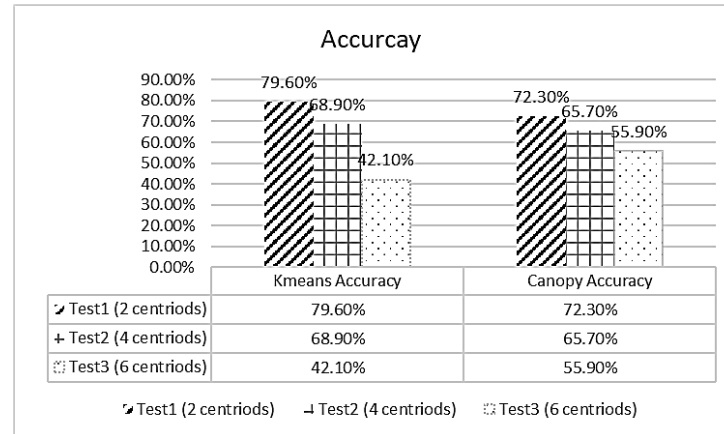 Accurcay
90.00%
80.00%
70.00%
60.00%
50.00%
40.00%
30.00%
20.00%
10.00%
0.00%
79.60%
68.90%
42.10%
72.30%
65.70%
55.90%
Kmeans Accuracy Canopy Accuracy
Test1 (2 centriods) 79.60% 72.30%
Test2 (4 centriods) 68.90% 65.70%
Test3 (6 centriods) 42.10% 55.90%
Test1 (2 centriods) Test2 (4 centriods) Test3 (6 centriods)